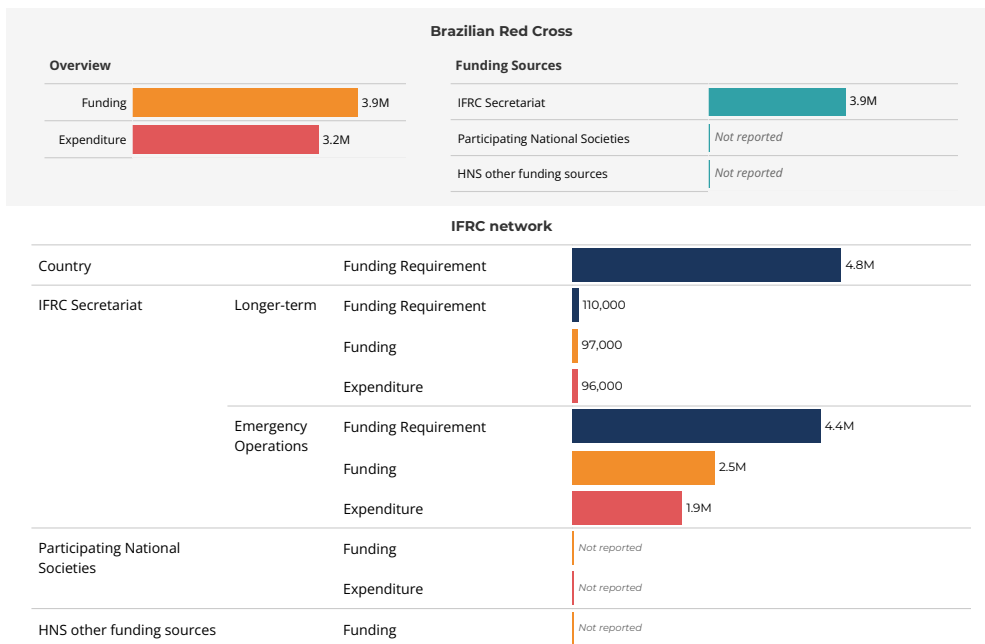 Brazilian Red Cross
Overview
Funding 3.9M
Expenditure 3.2M
Funding Sources
IFRC Secretariat 3.9M
Participating National Societies Not reported
HNS other funding sources Not reported
IFRC network
Country Funding Requirement 4.8M
IFRC Secretariat Longer-term Funding Requirement 110,000
Funding 97,000
Expenditure 96,000
Emergency Operations Funding Requirement 4.4M
Funding 2.5M
Expenditure 1.9M
Participating National Societies Funding Not reported
Expenditure Not reported
HNS other funding sources Funding Not reported